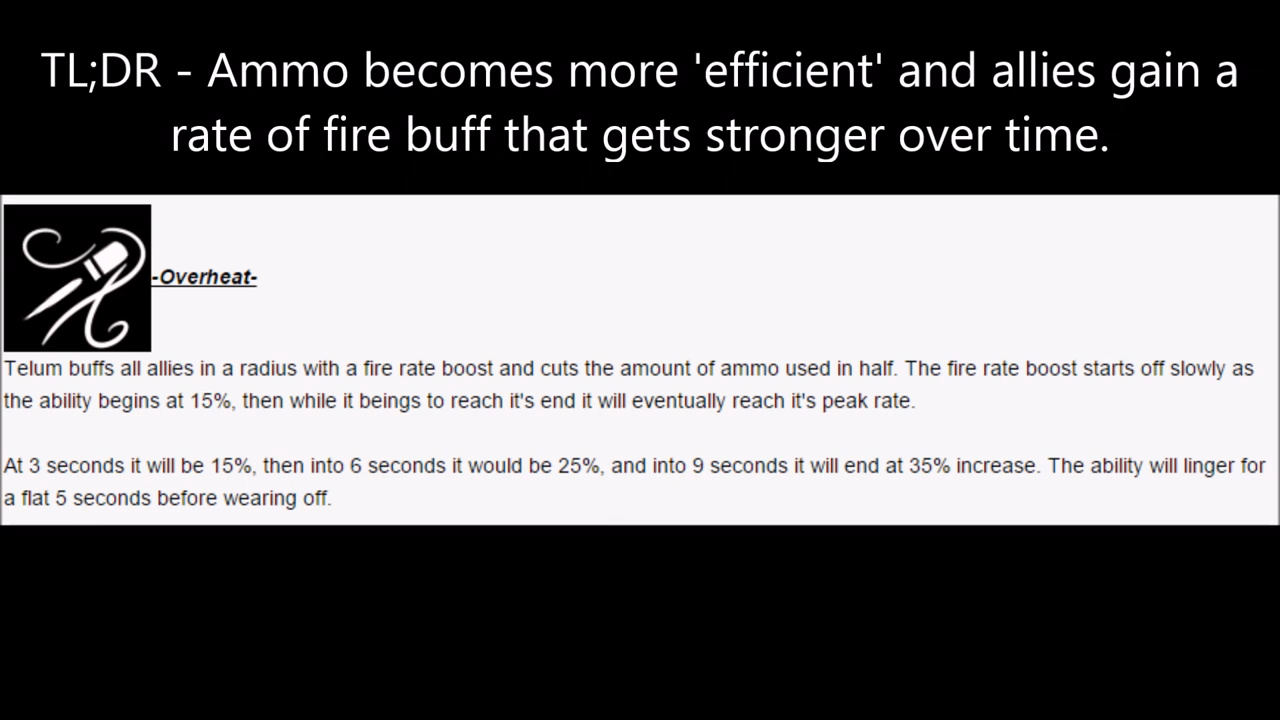 TL;DR - Ammo becomes more 'efficient' and allies gain a
rate of fire buff that gets stronger over time.
-Overheat-
Telum buffs all allies in a radius with a fire rate boost and cuts the amount of ammo used in half. The fire rate boost starts off slowly as
the ability begins at 15%, then while it beings to reach it's end it will eventually reach it's peak rate.
At 3 seconds it will be 15%, then into 6 seconds it would be 25%, and into 9 seconds it will end at 35% increase. The ability will linger for
a flat 5 seconds before wearing off.